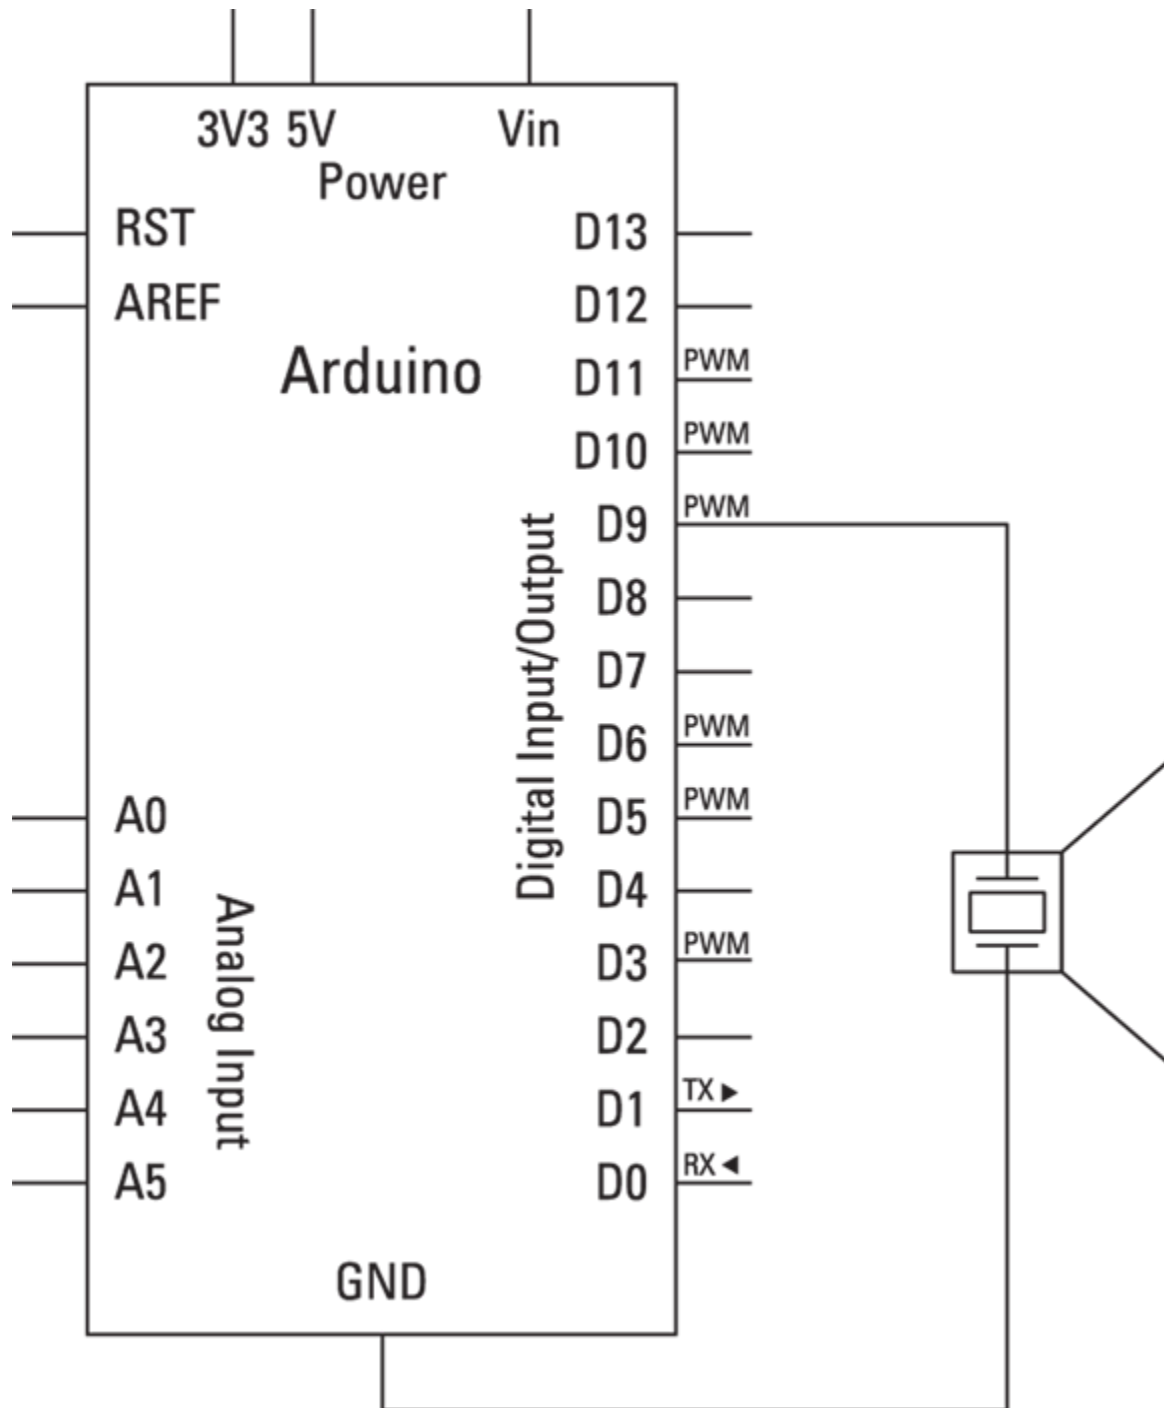 3V3 5V Vin
Power
RST
AREF
Arduino
D13
D12
D11 PWM
D10 PWM
D9 PWM
D8
D7
D6 PWM
D5 PWM
D4
D3 PWM
D2
D1 TX ▶
D0 RX ◀
Digital Input/Output
A0
A1
A2
A3
A4
A5
Analog Input
GND